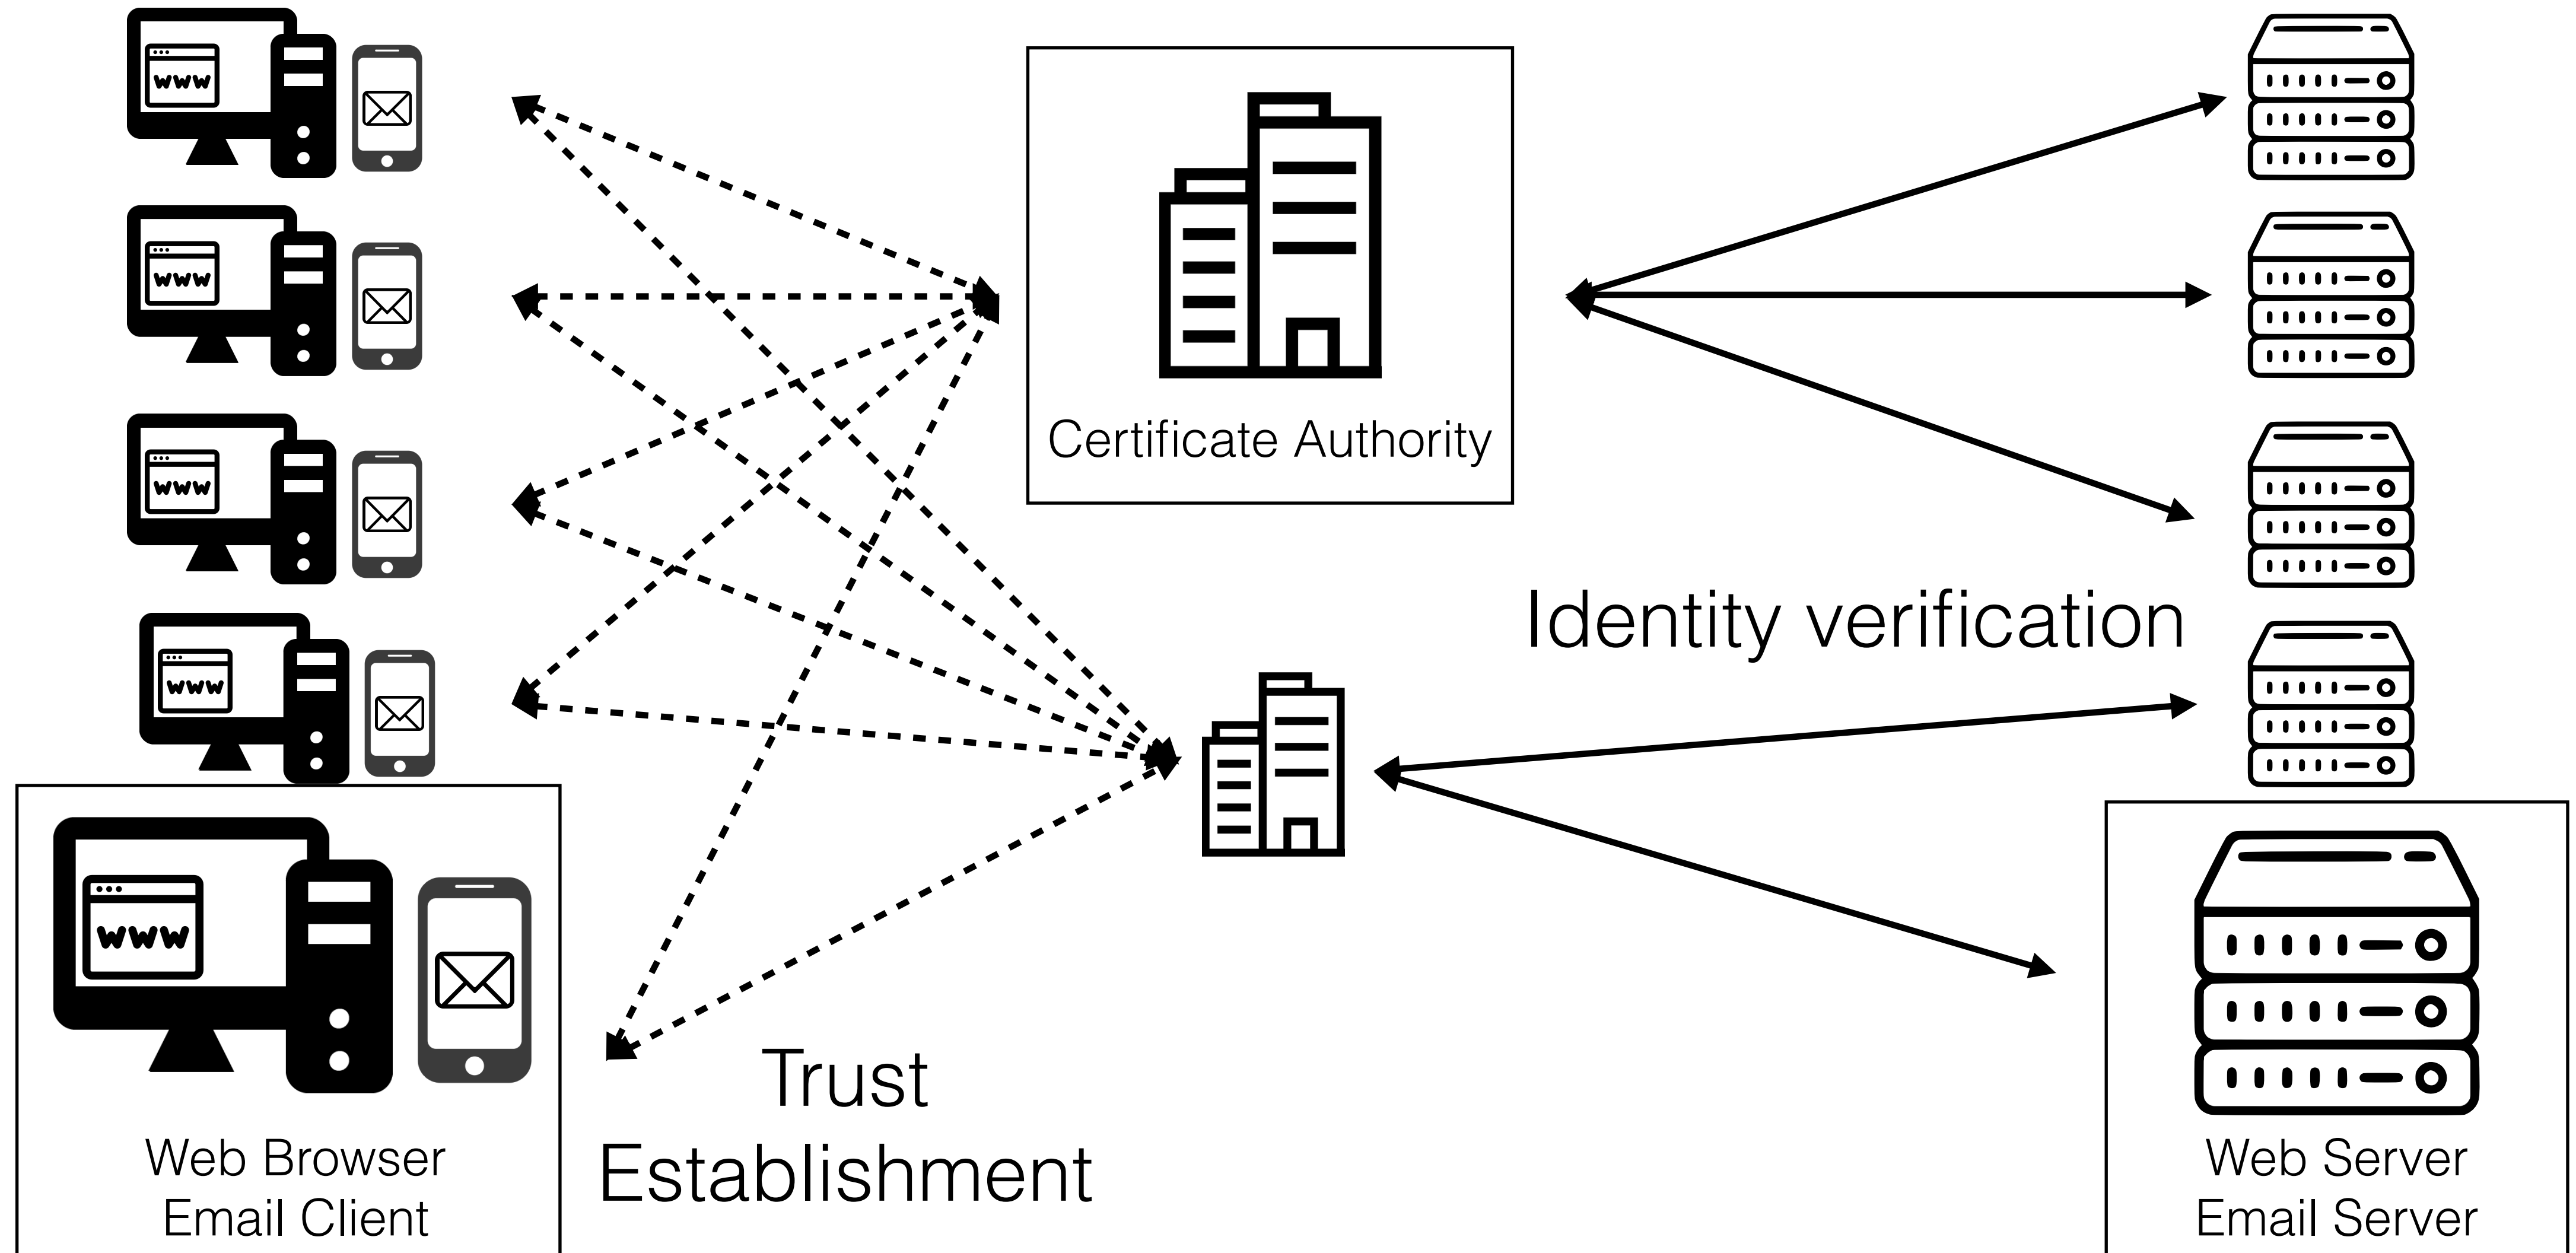 www
www
www
www
www
Certificate Authority
Identity verification
Trust
Establishment
Web Browser
Email Client
Web Server
Email Server